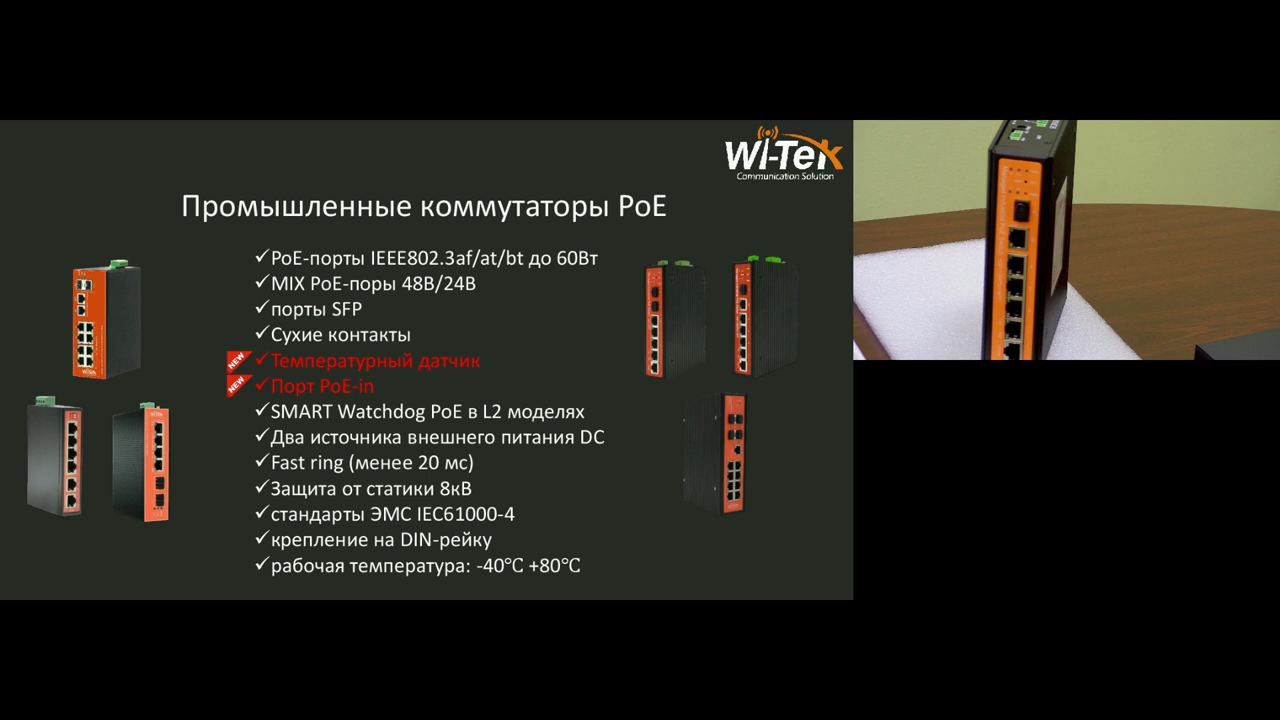 Wi-Tek
Communication Solution
Промышленные коммутаторы PoE
✓PoE-порты IEEE802.3af/at/bt до 60Вт
✓MIX PoE-поры 48В/24В
✓порты SFP
✓Сухие контакты
NEW ✓Температурный датчик
NEW ✓Порт PoE-in
✓SMART Watchdog PoE в L2 моделях
✓Два источника внешнего питания DC
✓Fast ring (менее 20 мс)
✓Защита от статики 8кВ
✓стандарты ЭМС IEC61000-4
✓крепление на DIN-рейку
✓рабочая температура: -40℃ +80℃